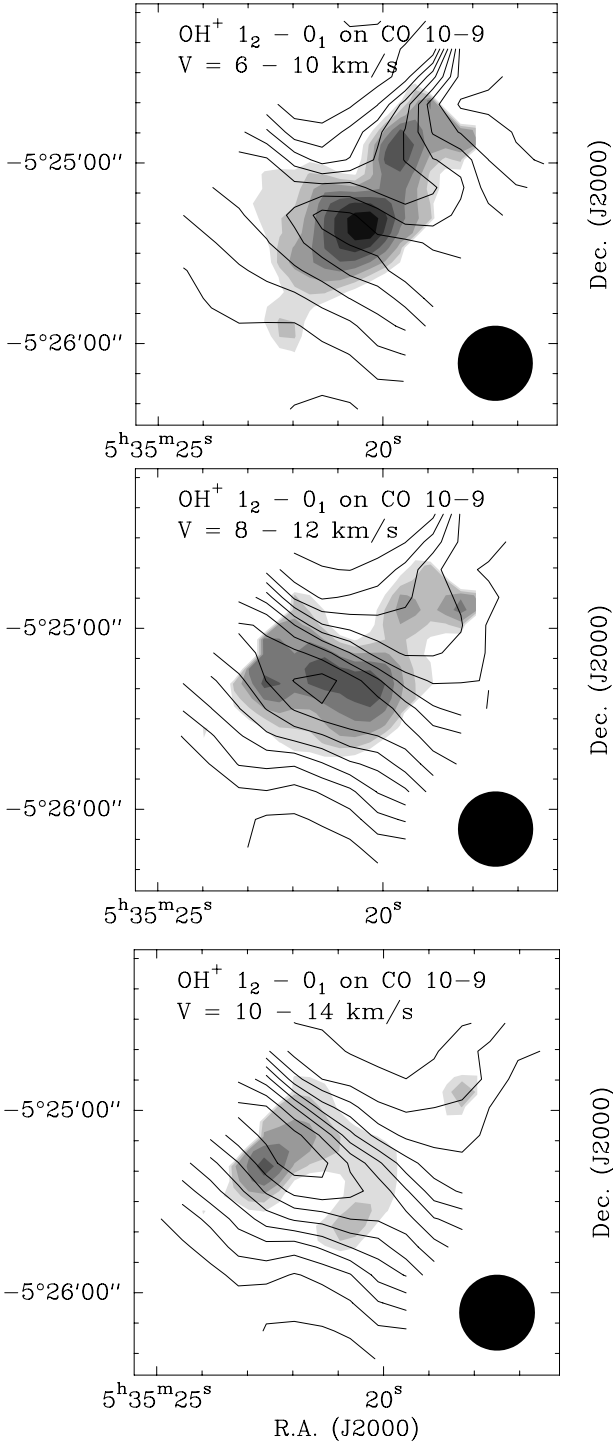 OH⁺ 1₂ − 0₁ on CO 10−9
V = 6 − 10 km/s
−5°25′00″
−5°26′00″
Dec. (J2000)
5ʰ35ᵐ25ˢ
20ˢ
OH⁺ 1₂ − 0₁ on CO 10−9
V = 8 − 12 km/s
−5°25′00″
−5°26′00″
Dec. (J2000)
5ʰ35ᵐ25ˢ
20ˢ
OH⁺ 1₂ − 0₁ on CO 10−9
V = 10 − 14 km/s
−5°25′00″
−5°26′00″
Dec. (J2000)
5ʰ35ᵐ25ˢ
20ˢ
R.A. (J2000)